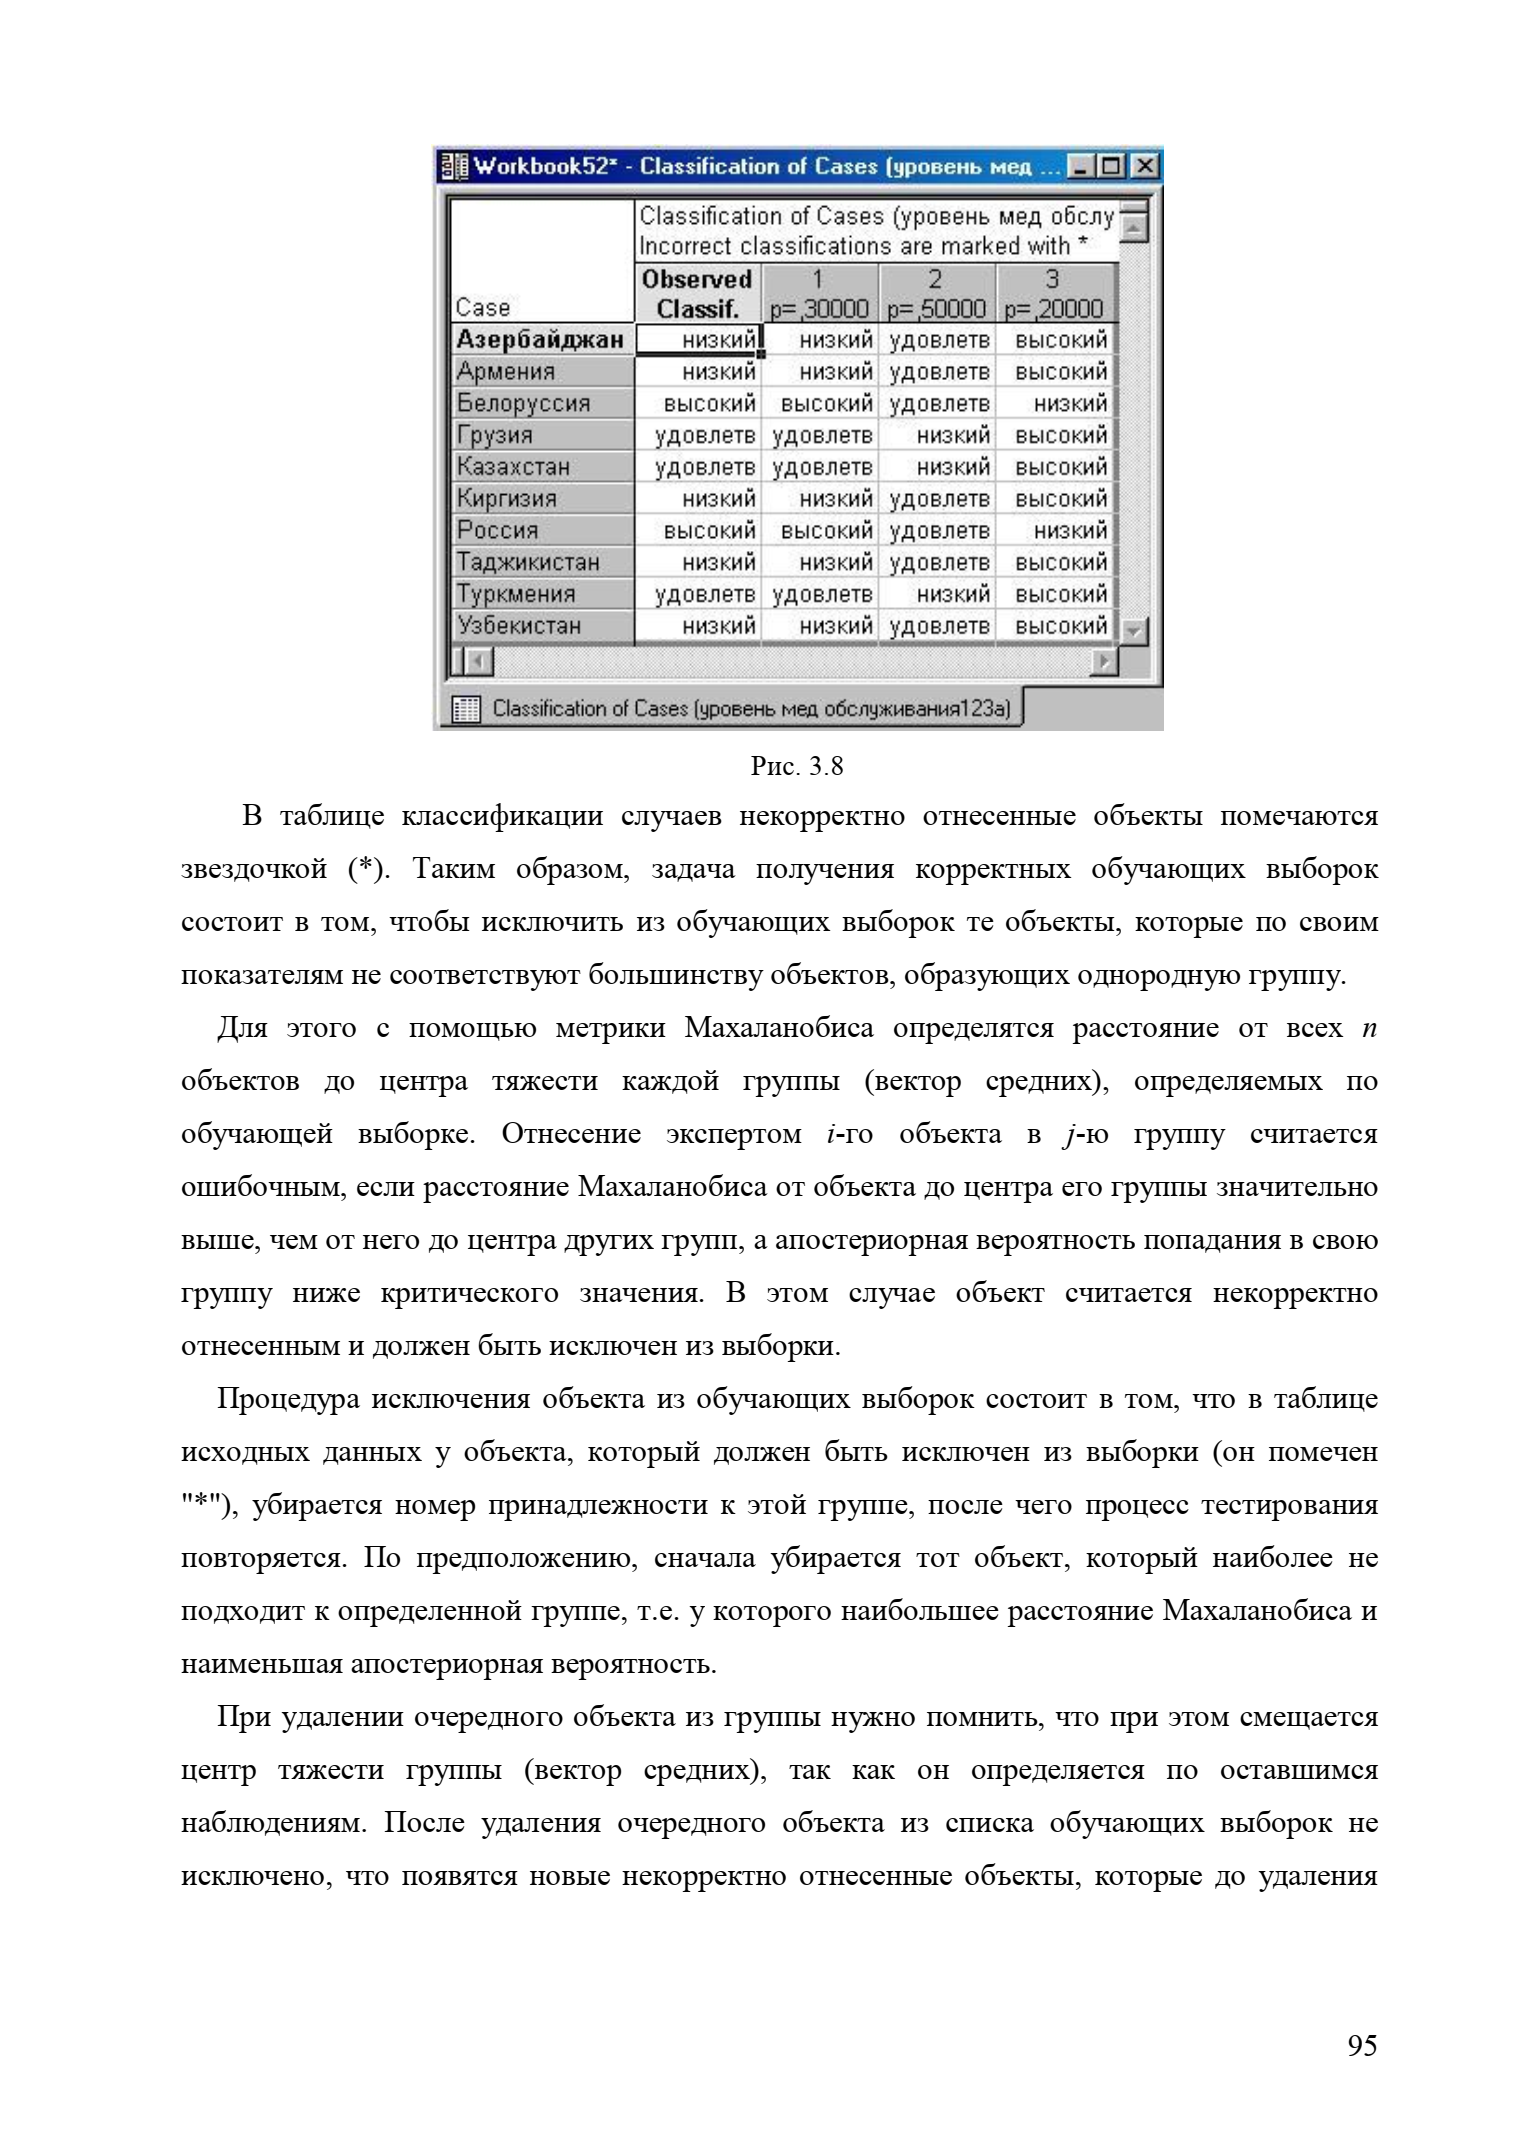 Workbook52* - Classification of Cases (уровень мед ...
Classification of Cases (уровень мед обслу
Incorrect classifications are marked with *
Case Observed Classif. 1 p=,30000 2 p=,50000 3 p=,20000
Азербайджан низкий низкий удовлетв высокий
Армения низкий низкий удовлетв высокий
Белоруссия высокий высокий удовлетв низкий
Грузия удовлетв удовлетв низкий высокий
Казахстан удовлетв удовлетв низкий высокий
Киргизия низкий низкий удовлетв высокий
Россия высокий высокий удовлетв низкий
Таджикистан низкий низкий удовлетв высокий
Туркмения удовлетв удовлетв низкий высокий
Узбекистан низкий низкий удовлетв высокий
Classification of Cases (уровень мед обслуживания123а)
Рис. 3.8
В таблице классификации случаев некорректно отнесенные объекты помечаются
звездочкой (*). Таким образом, задача получения корректных обучающих выборок
состоит в том, чтобы исключить из обучающих выборок те объекты, которые по своим
показателям не соответствуют большинству объектов, образующих однородную группу.
Для этого с помощью метрики Махаланобиса определятся расстояние от всех n
объектов до центра тяжести каждой группы (вектор средних), определяемых по
обучающей выборке. Отнесение экспертом i-го объекта в j-ю группу считается
ошибочным, если расстояние Махаланобиса от объекта до центра его группы значительно
выше, чем от него до центра других групп, а апостериорная вероятность попадания в свою
группу ниже критического значения. В этом случае объект считается некорректно
отнесенным и должен быть исключен из выборки.
Процедура исключения объекта из обучающих выборок состоит в том, что в таблице
исходных данных у объекта, который должен быть исключен из выборки (он помечен
"*"), убирается номер принадлежности к этой группе, после чего процесс тестирования
повторяется. По предположению, сначала убирается тот объект, который наиболее не
подходит к определенной группе, т.е. у которого наибольшее расстояние Махаланобиса и
наименьшая апостериорная вероятность.
При удалении очередного объекта из группы нужно помнить, что при этом смещается
центр тяжести группы (вектор средних), так как он определяется по оставшимся
наблюдениям. После удаления очередного объекта из списка обучающих выборок не
исключено, что появятся новые некорректно отнесенные объекты, которые до удаления
95